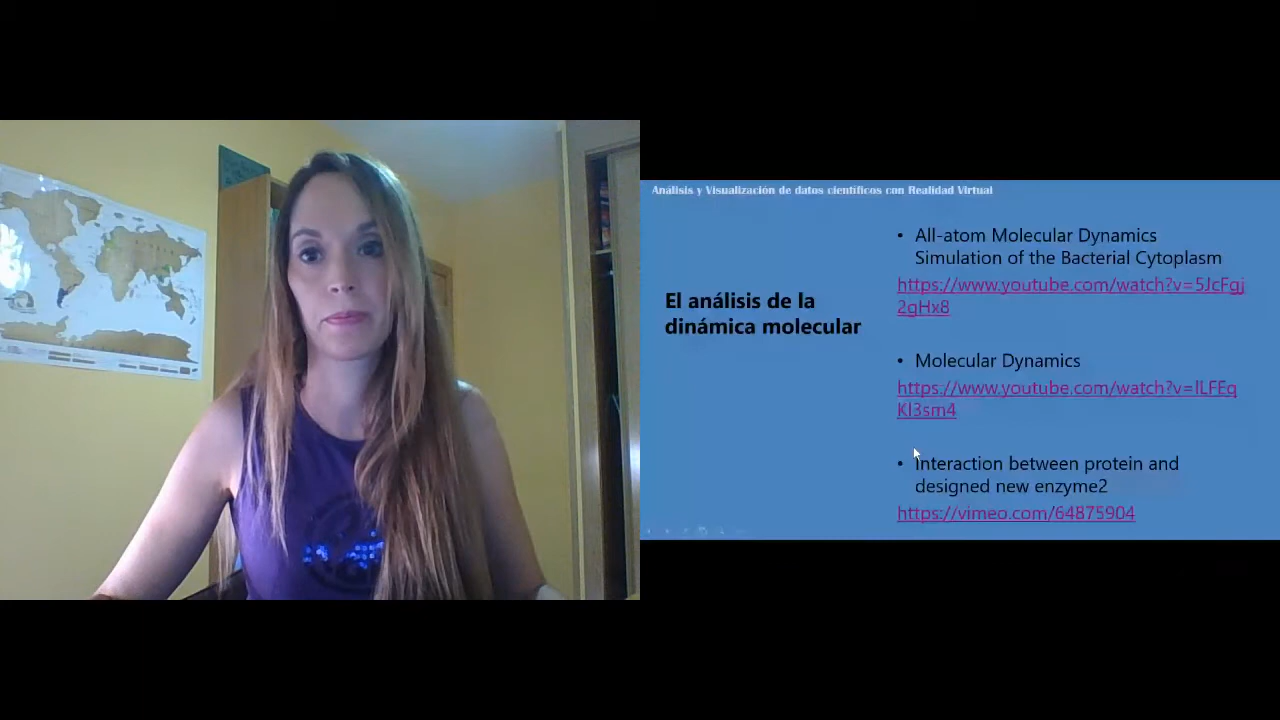 Análisis y Visualización de datos científicos con Realidad Virtual
El análisis de la
dinámica molecular
• All-atom Molecular Dynamics
Simulation of the Bacterial Cytoplasm
https://www.youtube.com/watch?v=5JcFgj
2gHx8
• Molecular Dynamics
https://www.youtube.com/watch?v=lLFEq
Kl3sm4
• Interaction between protein and
designed new enzyme2
https://vimeo.com/64875904